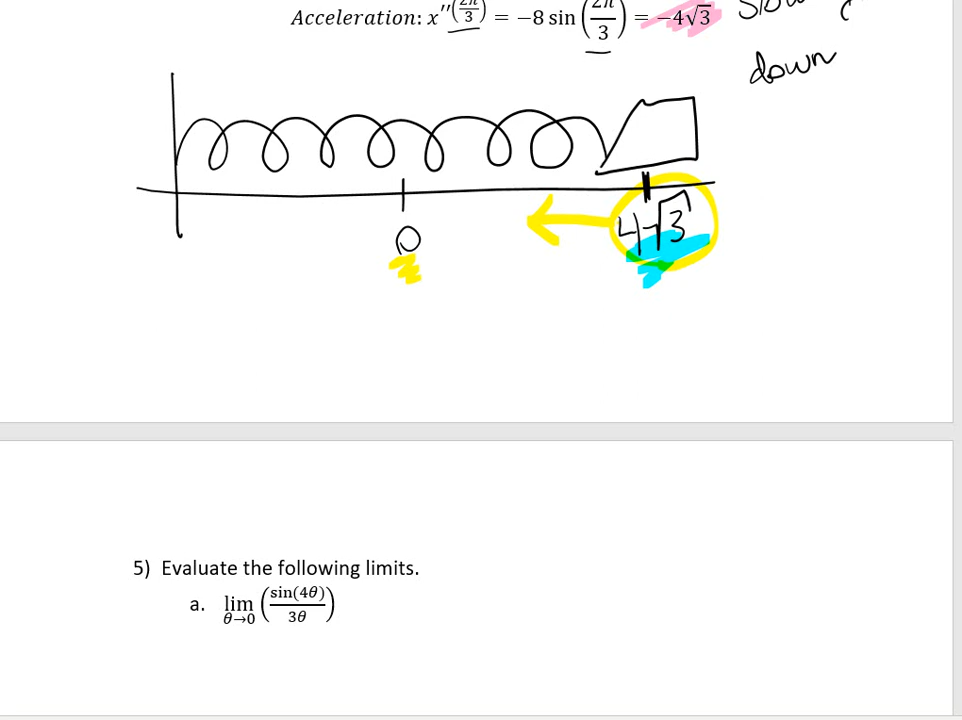 Acceleration: x''(2π/3) = −8 sin(2π/3) = −4√3
down
0
4√3
5) Evaluate the following limits.
a. lim θ→0 (sin(4θ)/3θ)